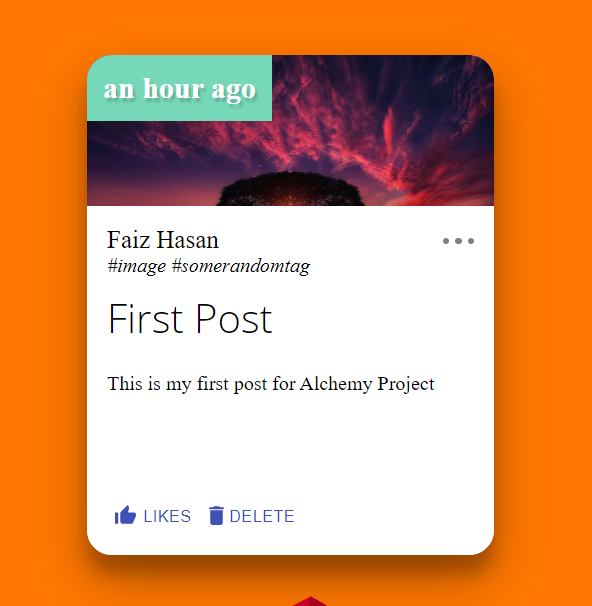 an hour ago
Faiz Hasan
#image #somerandomtag
First Post
This is my first post for Alchemy Project
LIKES DELETE